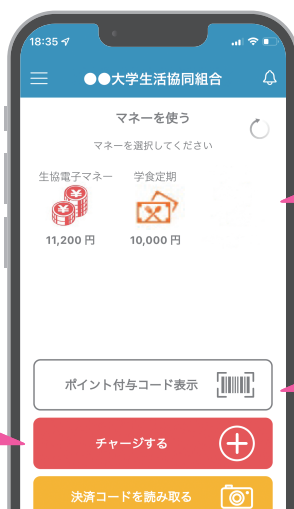 18:35
●●大学生活協同組合
マネーを使う
マネーを選択してください
生協電子マネー 学食定期
11,200 円 10,000 円
ポイント付与コード表示
チャージする
決済コードを読み取る